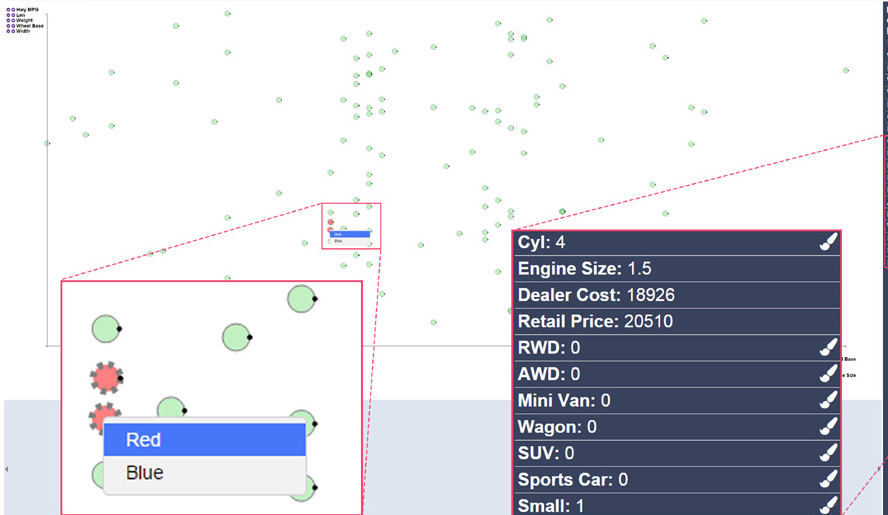 Hwy MPG
Len
Weight
Wheel Base
Width
Red
Blue
Base
e Size
Red
Blue
Cyl: 4
Engine Size: 1.5
Dealer Cost: 18926
Retail Price: 20510
RWD: 0
AWD: 0
Mini Van: 0
Wagon: 0
SUV: 0
Sports Car: 0
Small: 1